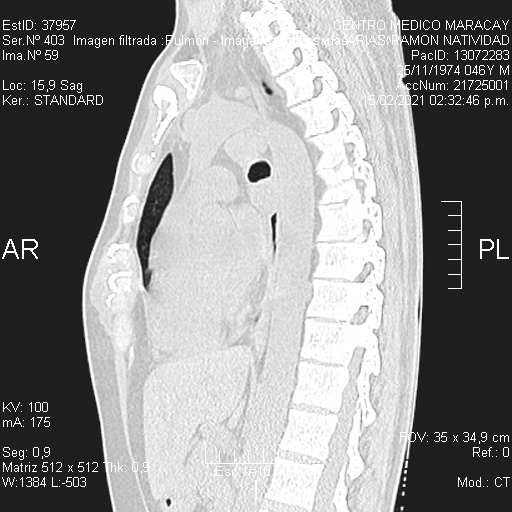 EstID: 37957
CENTRO MEDICO MARACAY
Ser.Nº 403 Imagen filtrada :Pulmón - ARIAS^RAMON NATIVIDAD
Ima.Nº 59
PacID: 13072283
25/11/1974 046Y M
Loc: 15,9 Sag
AccNum: 21725001
Ker.: STANDARD
15/02/2021 02:32:46 p.m.
AR
PL
KV: 100
mA: 175
FOV: 35 x 34,9 cm
Seg: 0,9
Ref.: 0
Matriz 512 x 512 Thk: 0,9
W:1384 L:-503
Mod.: CT